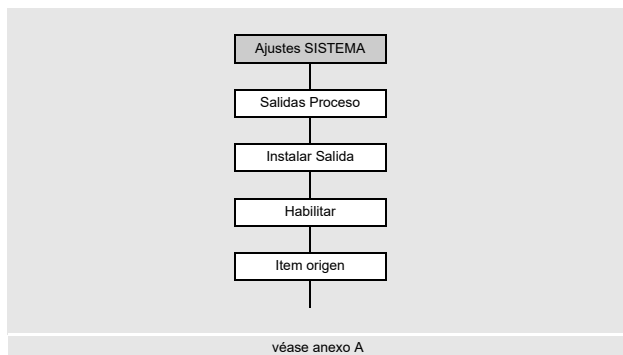 Ajustes SISTEMA
Salidas Proceso
Instalar Salida
Habilitar
Item origen
véase anexo A